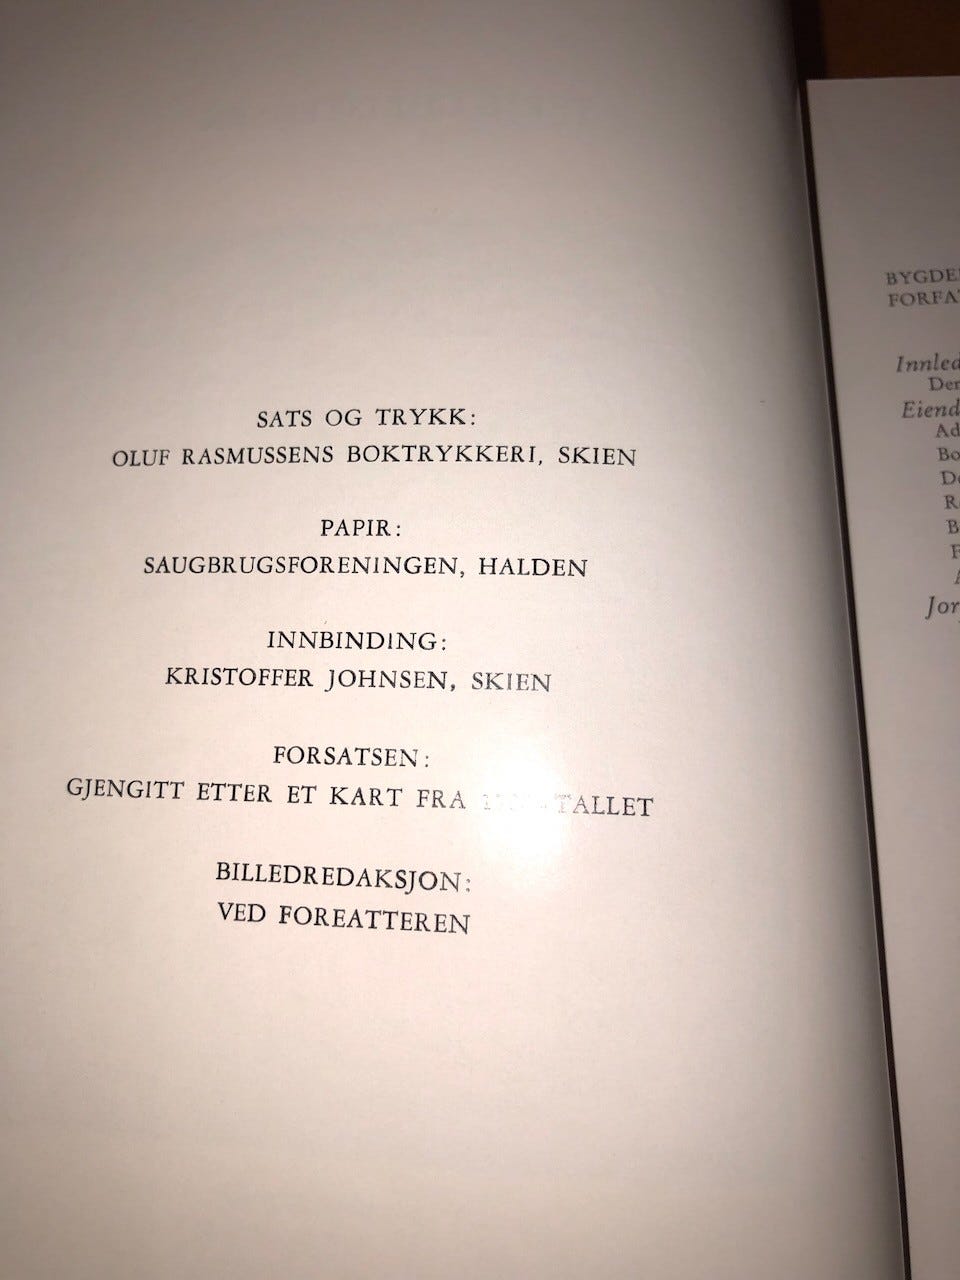 SATS OG TRYKK:
OLUF RASMUSSENS BOKTRYKKERI, SKIEN
PAPIR:
SAUGBRUGSFORENINGEN, HALDEN
INNBINDING:
KRISTOFFER JOHNSEN, SKIEN
FORSATSEN:
GJENGITT ETTER ET KART FRA TALLET
BILLEDREDAKSJON:
VED FOREATTEREN